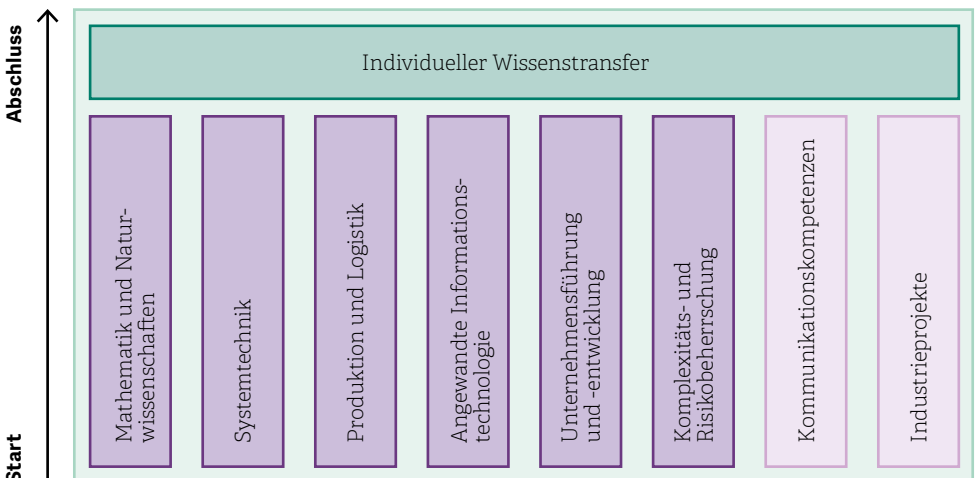 Abschluss
Individueller Wissenstransfer
Mathematik und Natur-
wissenschaften
Systemtechnik
Produktion und Logistik
Angewandte Informations-
technologie
Unternehmensführung
und -entwicklung
Komplexitäts- und
Risikobeherrschung
Kommunikationskompetenzen
Industrieprojekte
Start